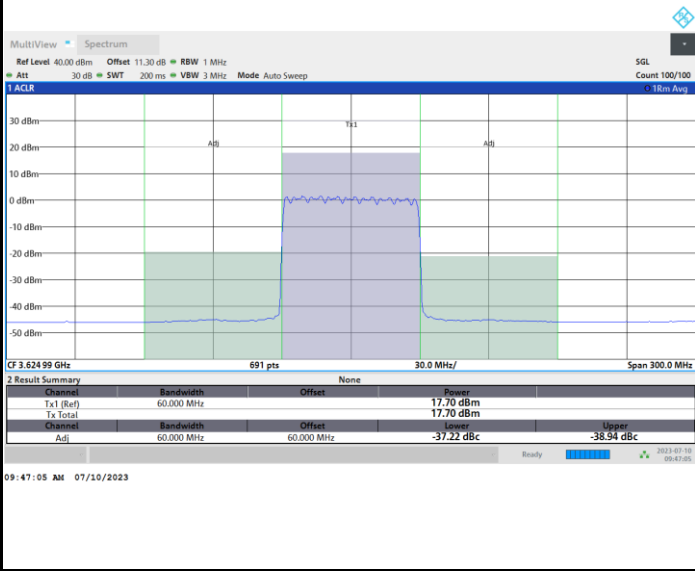 MultiView Spectrum
Ref Level 40.00 dBm Offset 11.30 dB RBW 1 MHz SGL
Att 30 dB SWT 200 ms VBW 3 MHz Mode Auto Sweep Count 100/100
1 ACLR 1Rm Avg
30 dBm
Tx1
20 dBm
Adj Adj
10 dBm
0 dBm
-10 dBm
-20 dBm
-30 dBm
-40 dBm
-50 dBm
CF 3.624 99 GHz 691 pts 30.0 MHz/ Span 300.0 MHz
2 Result Summary None
Channel Bandwidth Offset Power
Tx1 (Ref) 60.000 MHz 17.70 dBm
Tx Total 17.70 dBm
Channel Bandwidth Offset Lower Upper
Adj 60.000 MHz 60.000 MHz -37.22 dBc -38.94 dBc
Ready 2023-07-10
09:47:05
09:47:05 AM 07/10/2023